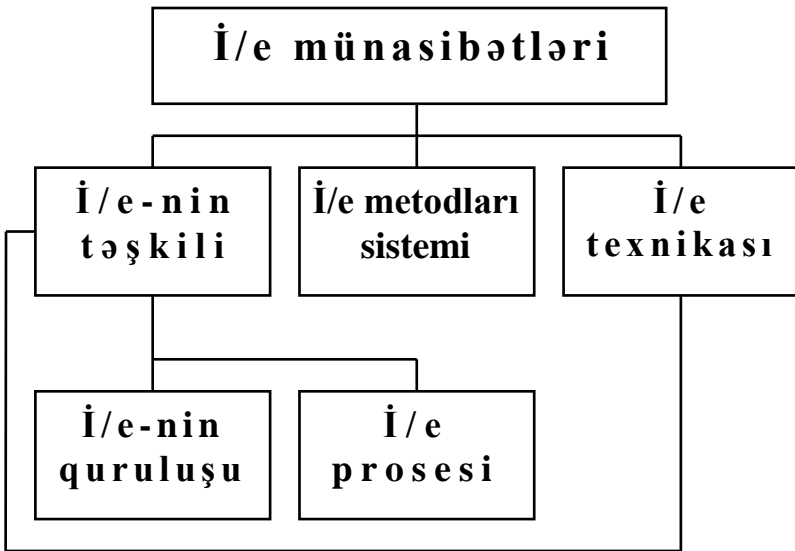 İ/e münasibətləri
İ/e-nin
təşkili
İ/e metodları
sistemi
İ/e
texnikası
İ/e-nin
quruluşu
İ/e
prosesi